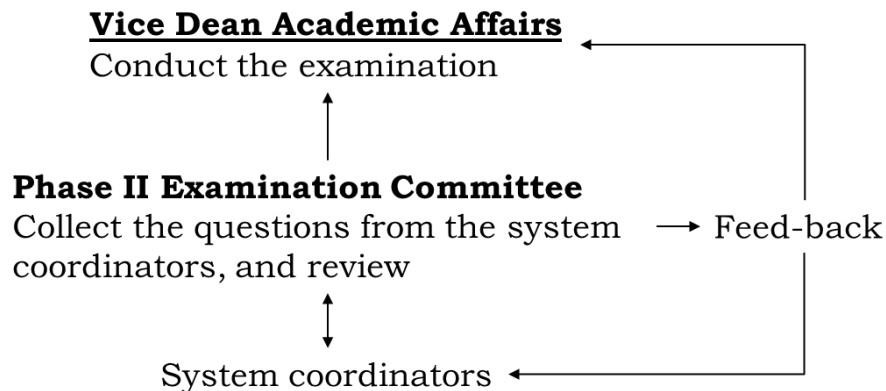 Vice Dean Academic Affairs
Conduct the examination
Phase II Examination Committee
Collect the questions from the system
coordinators, and review
Feed-back
System coordinators